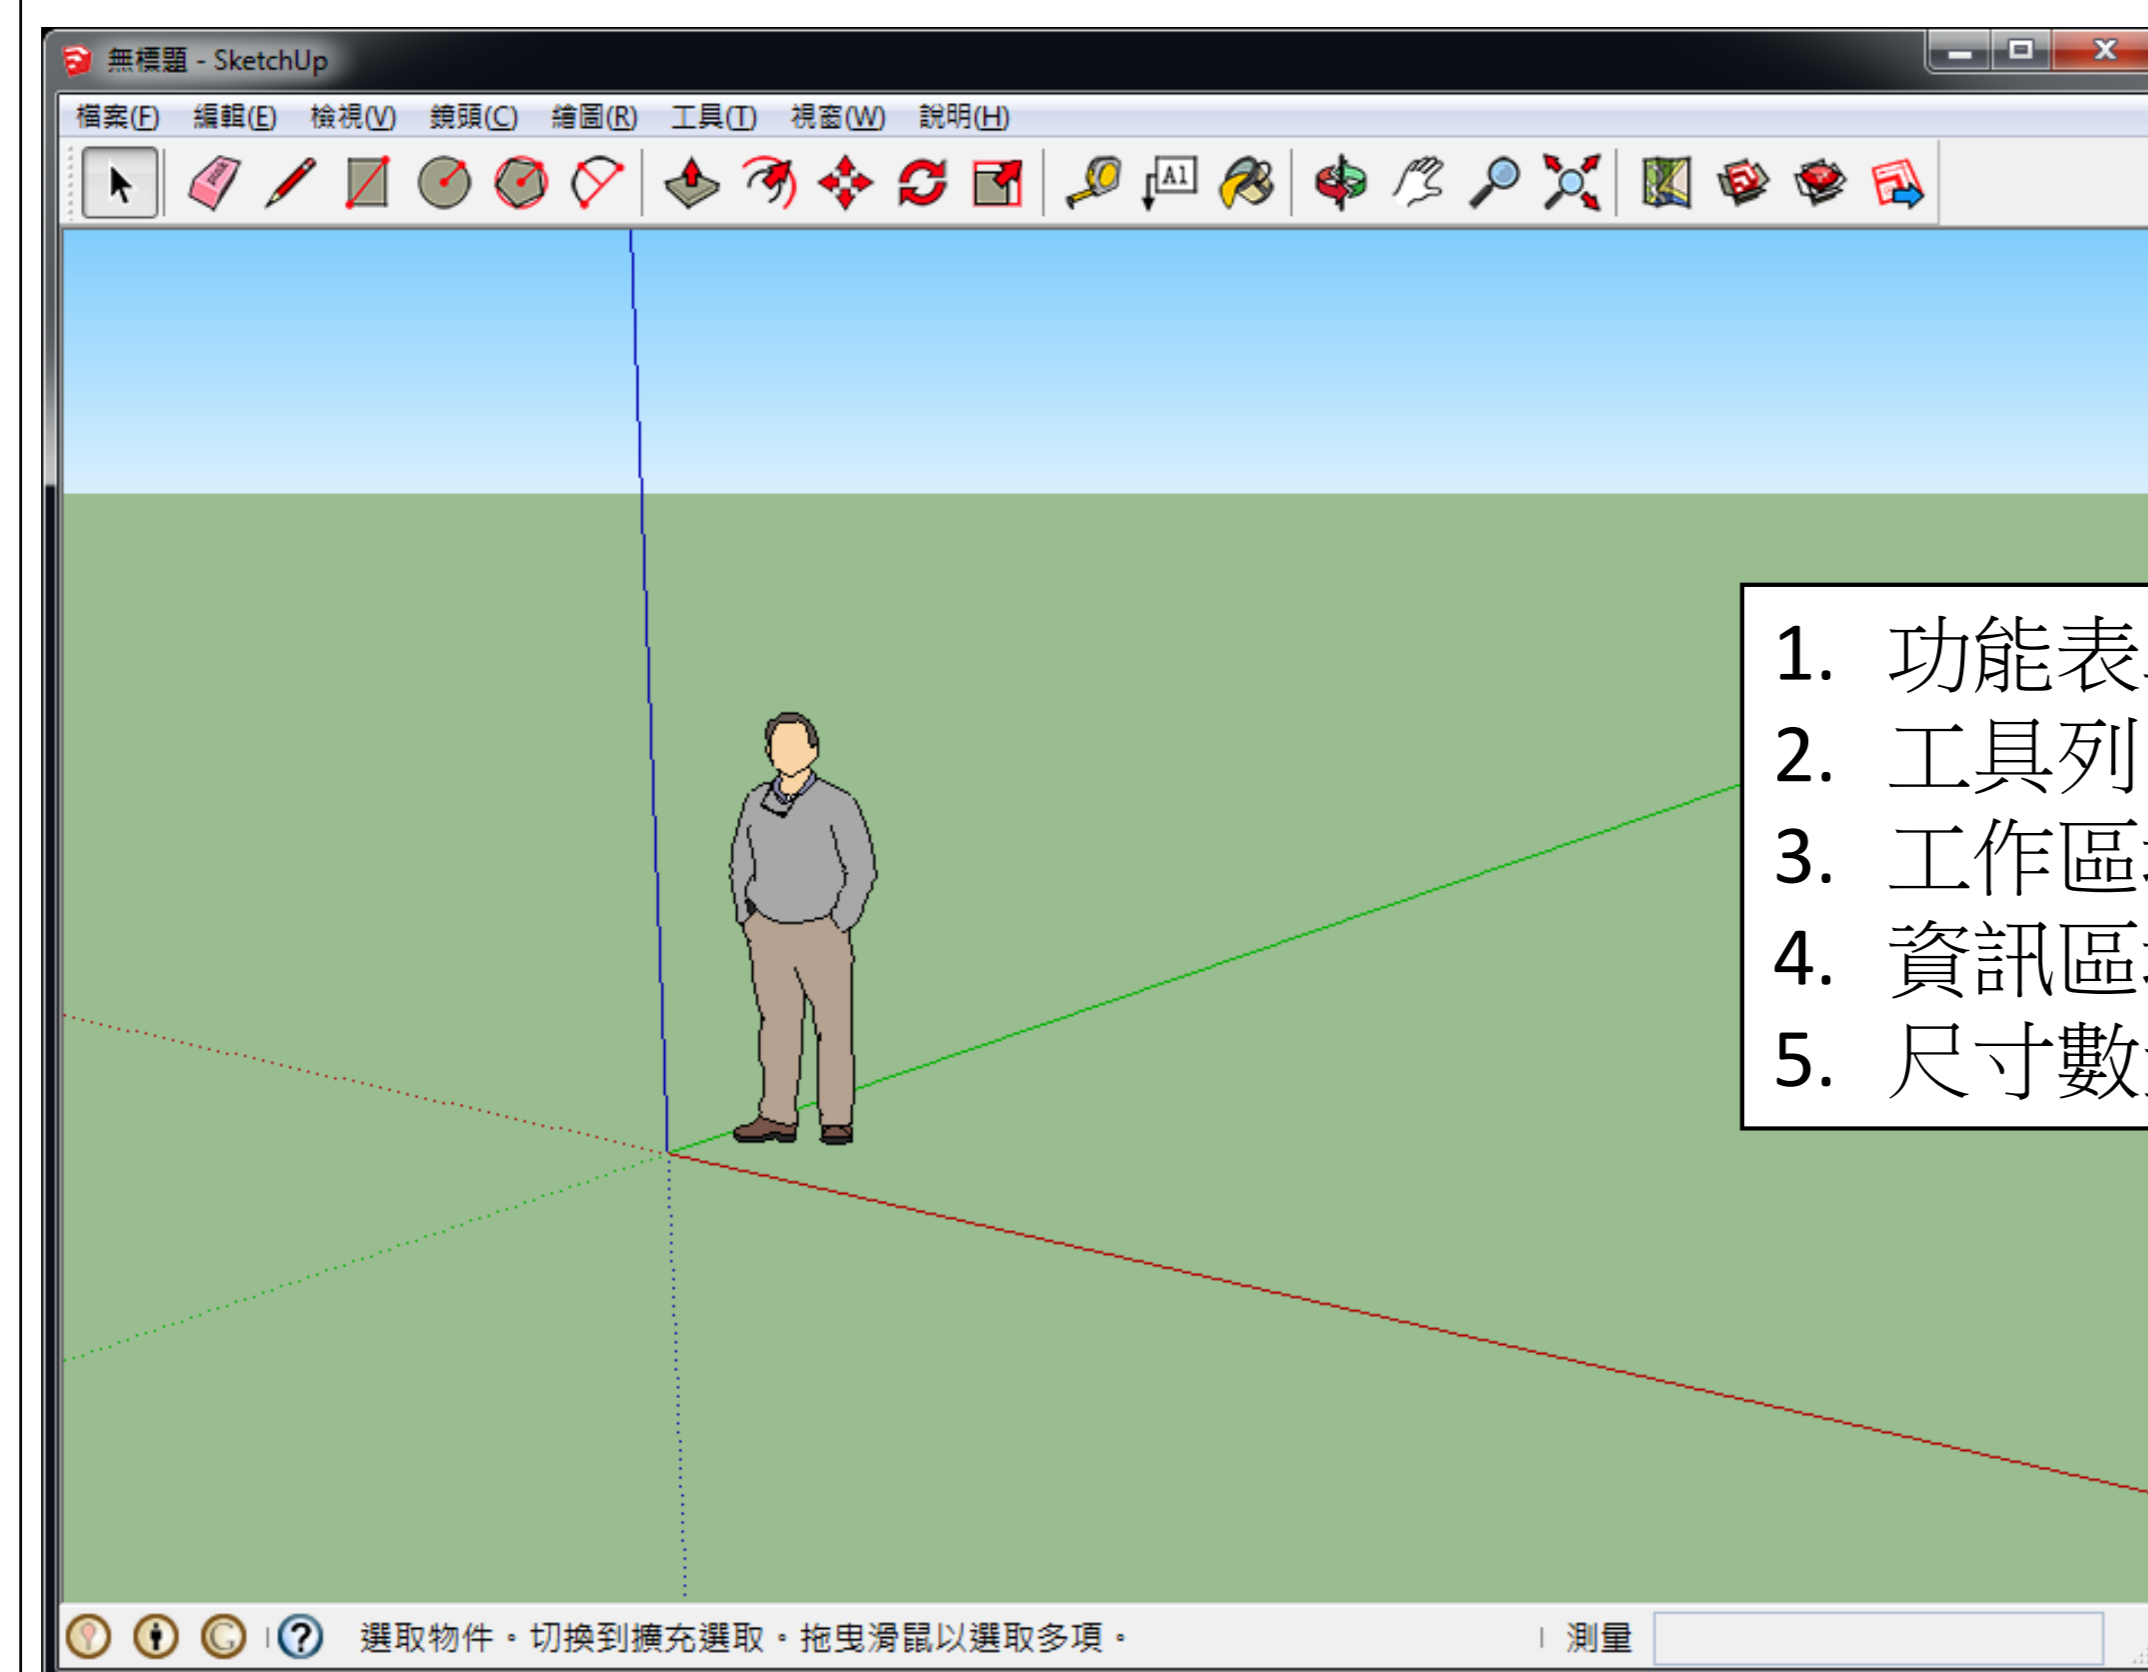 無標題 - SketchUp
檔案(F) 編輯(E) 檢視(V) 鏡頭(C) 繪圖(R) 工具(T) 視窗(W) 說明(H)
A1
1. 功能表
2. 工具列
3. 工作區
4. 資訊區
5. 尺寸數
選取物件。切換到擴充選取。拖曳滑鼠以選取多項。 測量